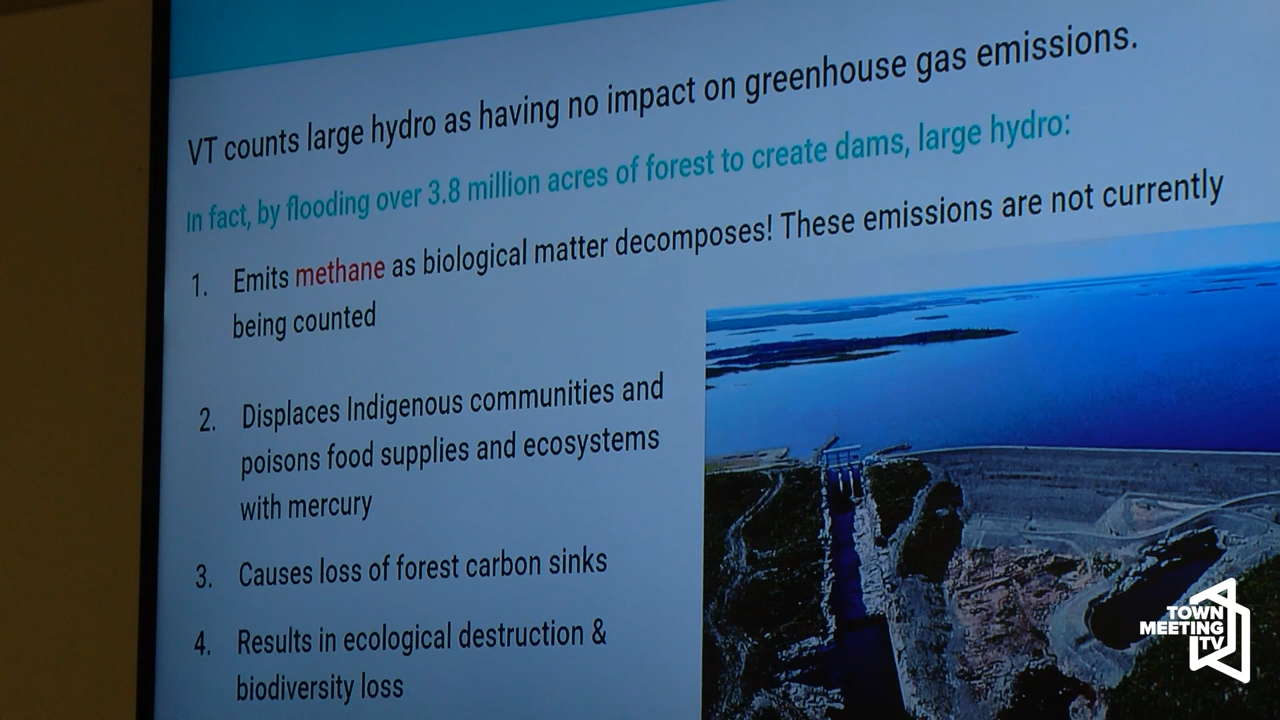 VT counts large hydro as having no impact on greenhouse gas emissions.
In fact, by flooding over 3.8 million acres of forest to create dams, large hydro:
1. Emits methane as biological matter decomposes! These emissions are not currently
being counted
2. Displaces Indigenous communities and
poisons food supplies and ecosystems
with mercury
3. Causes loss of forest carbon sinks
4. Results in ecological destruction &
biodiversity loss
TOWN
MEETING
TV